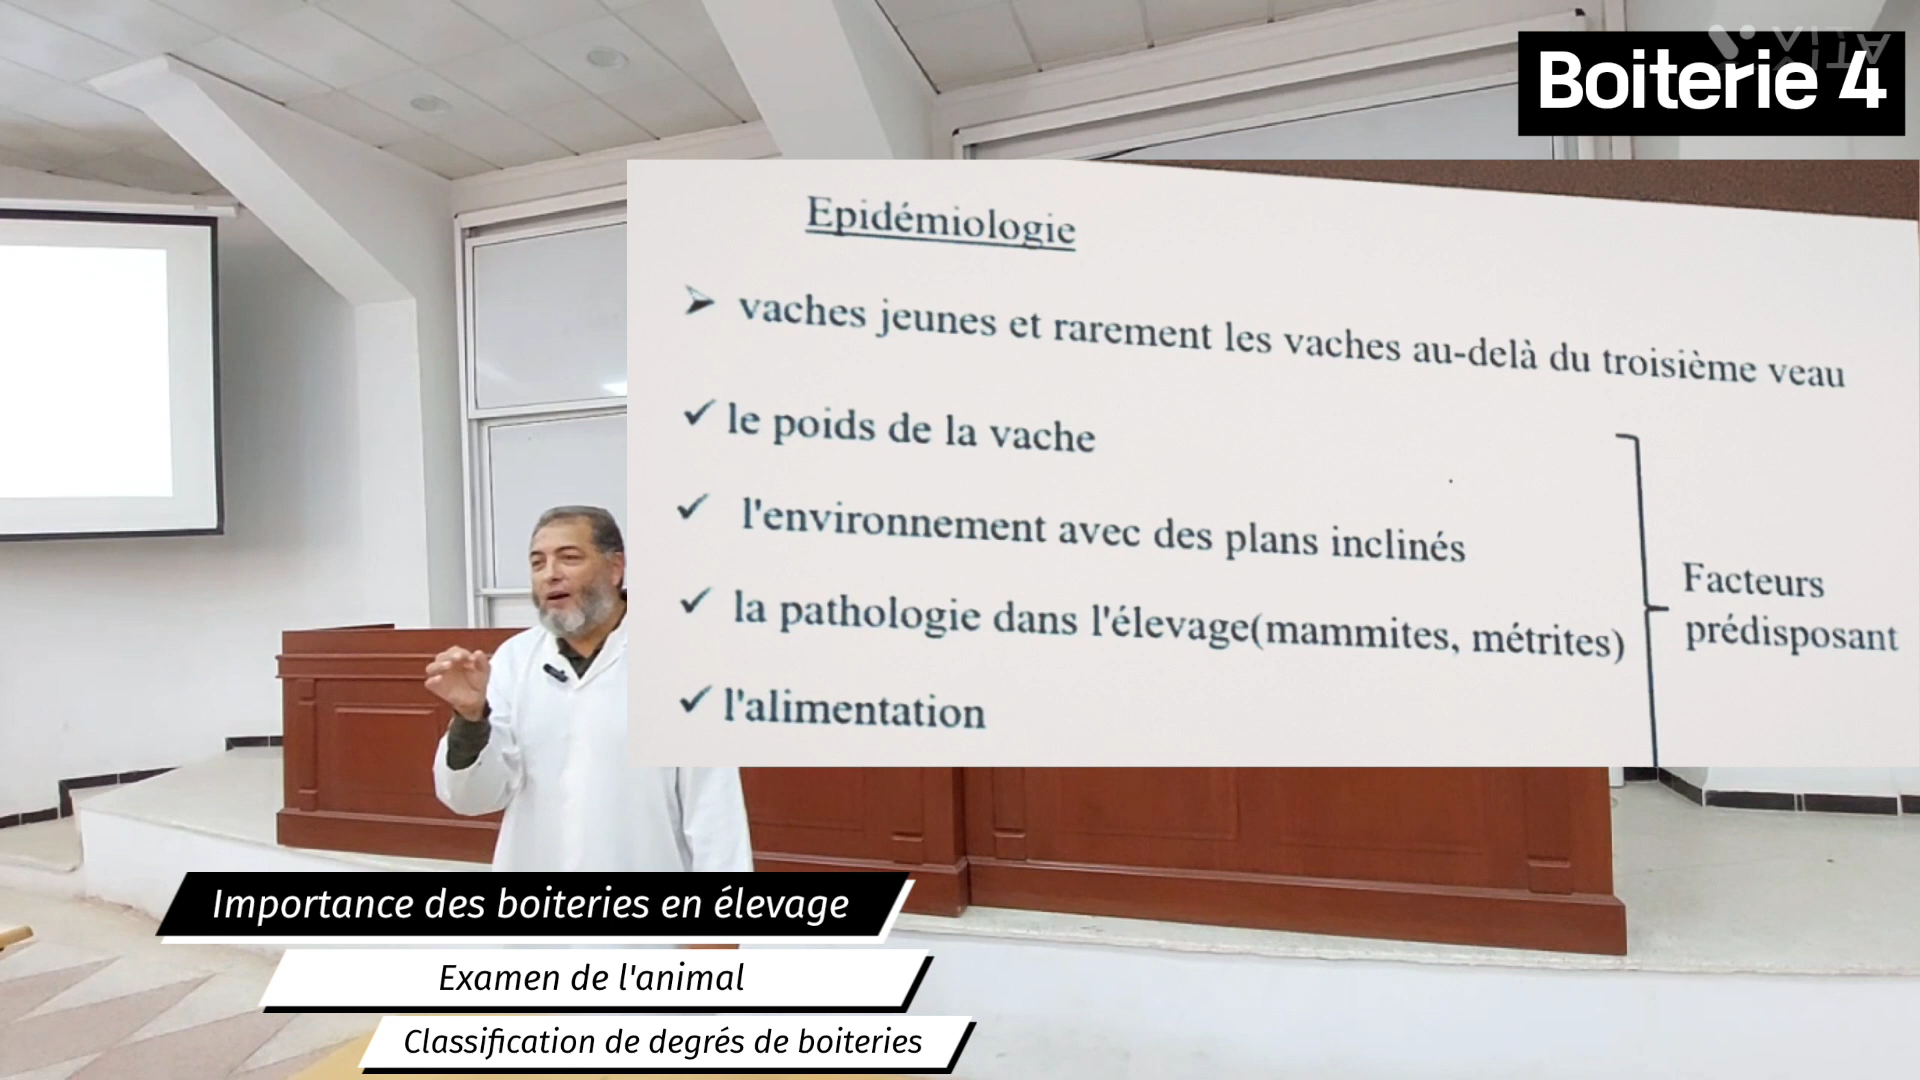 VITA
Boiterie 4
Epidémiologie
➤ vaches jeunes et rarement les vaches au-delà du troisième veau
✓ le poids de la vache
✓ l'environnement avec des plans inclinés
✓ la pathologie dans l'élevage(mammites, métrites)
✓ l'alimentation
Facteurs
prédisposant
Importance des boiteries en élevage
Examen de l'animal
Classification de degrés de boiteries